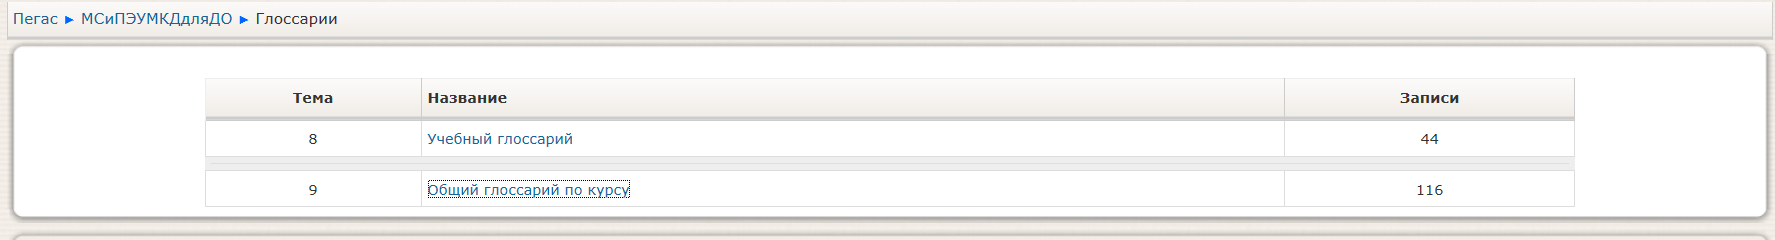 Пегас ► МСиПЭУМКДдляДО ► Глоссарии
Тема Название Записи
8 Учебный глоссарий 44
9 Общий глоссарий по курсу 116